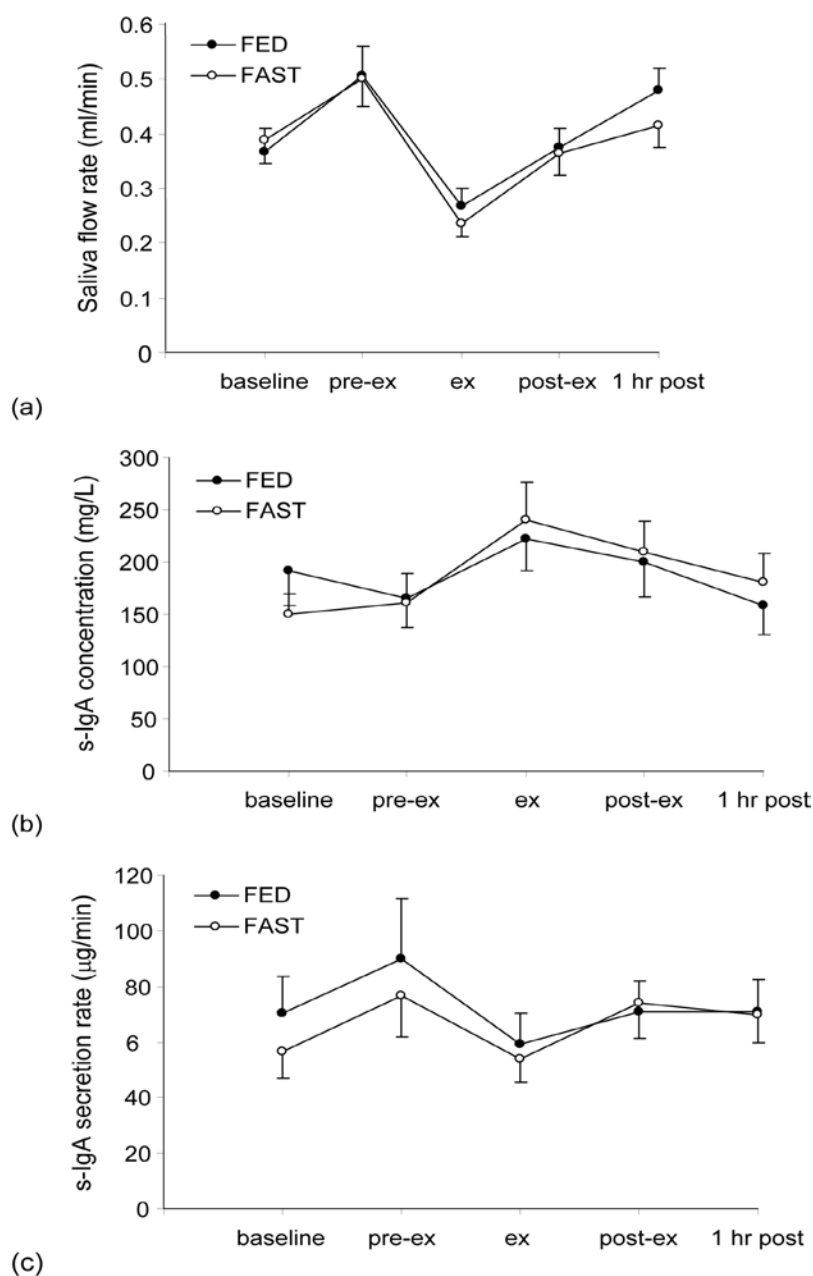 0.6
FED
FAST
0.5
0.4
0.3
0.2
0.1
0
Saliva flow rate (ml/min)
baseline pre-ex ex post-ex 1 hr post
(a)
300
FED
FAST
250
200
150
100
50
0
s-IgA concentration (mg/L)
baseline pre-ex ex post-ex 1 hr post
(b)
120
FED
FAST
100
80
6
40
20
0
s-IgA secretion rate (µg/min)
baseline pre-ex ex post-ex 1 hr post
(c)